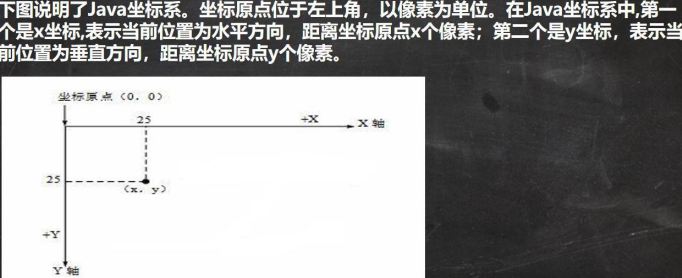 下图说明了Java坐标系。坐标原点位于左上角，以像素为单位。在Java坐标系中,第一
个是x坐标,表示当前位置为水平方向，距离坐标原点x个像素；第二个是y坐标，表示当
前位置为垂直方向，距离坐标原点y个像素。
坐标原点（0，0）
25
+X
X 轴
25
(x，y)
+Y
Y 轴